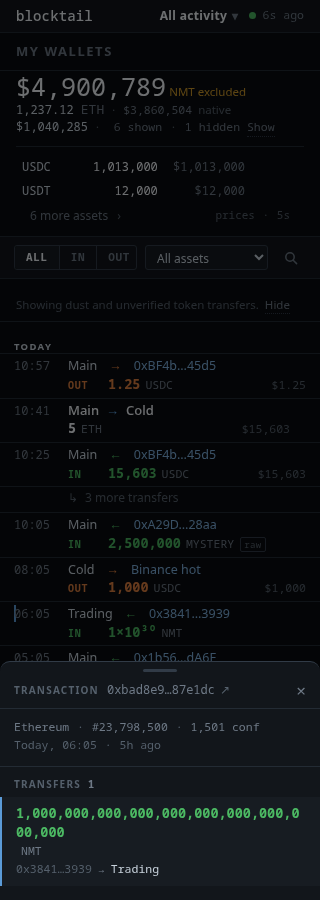 blocktail All activity ▾ ● 6s ago
MY WALLETS
$4,900,789 NMT excluded
1,237.12 ETH · $3,860,504 native
$1,040,285 · 6 shown · 1 hidden Show
USDC 1,013,000 $1,013,000
USDT 12,000 $12,000
6 more assets › prices · 5s
ALL IN OUT All assets
Showing dust and unverified token transfers. Hide
TODAY
10:57 Main → 0xBF4b…45d5
OUT 1.25 USDC $1.25
10:41 Main → Cold
5 ETH $15,603
10:25 Main ← 0xBF4b…45d5
IN 15,603 USDC $15,603
↳ 3 more transfers
10:05 Main ← 0xA29D…28aa
IN 2,500,000 MYSTERY raw
08:05 Cold → Binance hot
OUT 1,000 USDC $1,000
06:05 Trading ← 0x3841…3939
IN 1×10³⁰ NMT
05:05 Main ← 0x1b56…dA6F
TRANSACTION 0xbad8e9…87e1dc ↗ ×
Ethereum · #23,798,500 · 1,501 conf
Today, 06:05 · 5h ago
TRANSFERS 1
1,000,000,000,000,000,000,000,000,0
00,000
NMT
0x3841…3939 → Trading